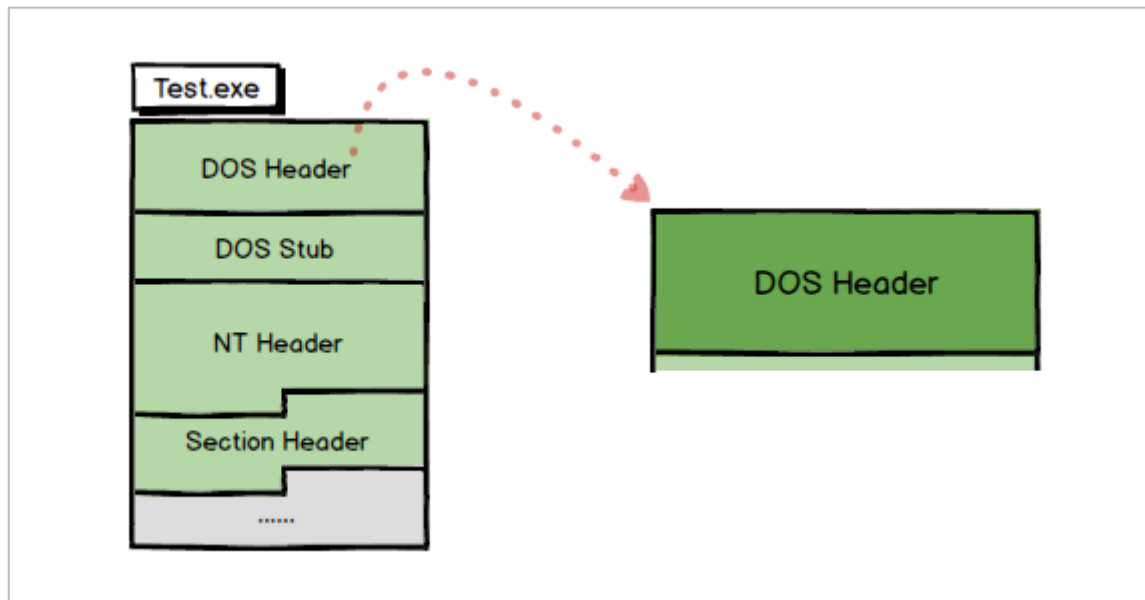 Test.exe
DOS Header
DOS Stub
NT Header
Section Header
......
DOS Header